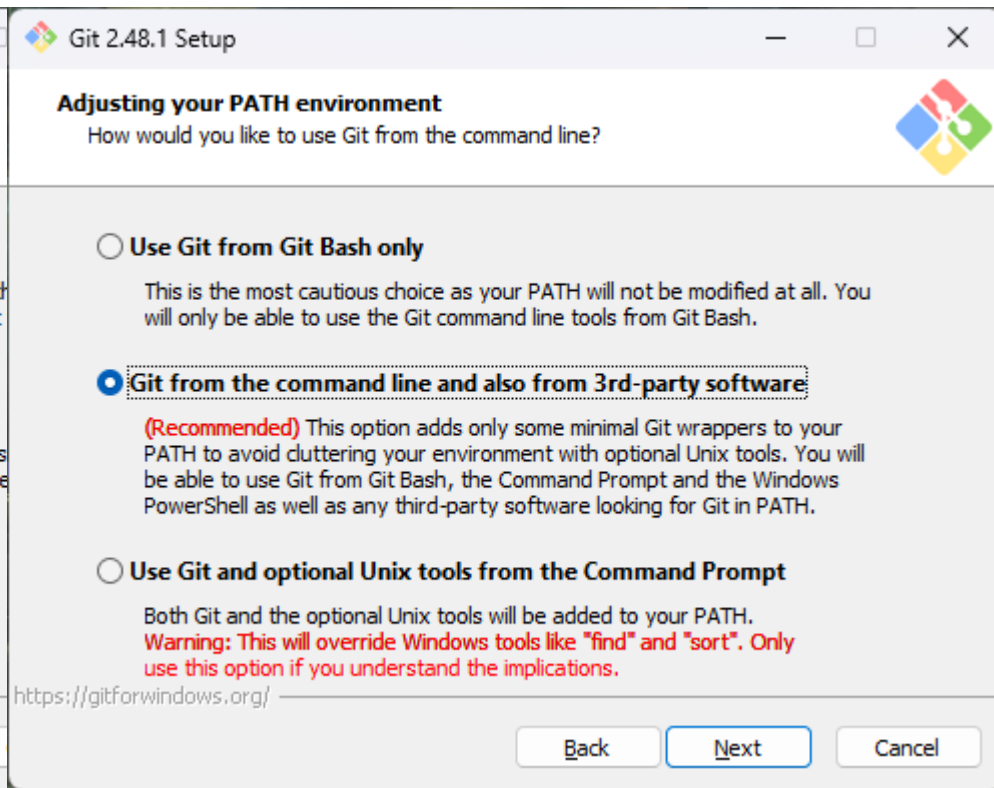 Git 2.48.1 Setup
Adjusting your PATH environment
How would you like to use Git from the command line?
Use Git from Git Bash only
This is the most cautious choice as your PATH will not be modified at all. You
will only be able to use the Git command line tools from Git Bash.
Git from the command line and also from 3rd-party software
(Recommended) This option adds only some minimal Git wrappers to your
PATH to avoid cluttering your environment with optional Unix tools. You will
be able to use Git from Git Bash, the Command Prompt and the Windows
PowerShell as well as any third-party software looking for Git in PATH.
Use Git and optional Unix tools from the Command Prompt
Both Git and the optional Unix tools will be added to your PATH.
Warning: This will override Windows tools like "find" and "sort". Only
use this option if you understand the implications.
https://gitforwindows.org/
Back
Next
Cancel